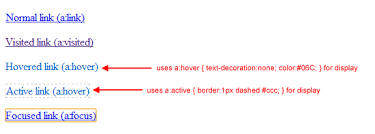 Normal link (a:link)
Visited link (a:visited)
Hovered link (a:hover)
uses a:hover { text-decoration:none; color:#06C; } for display
Active link (a:hover)
uses a:active { border:1px dashed #ccc; } for display
Focused link (a:focus)